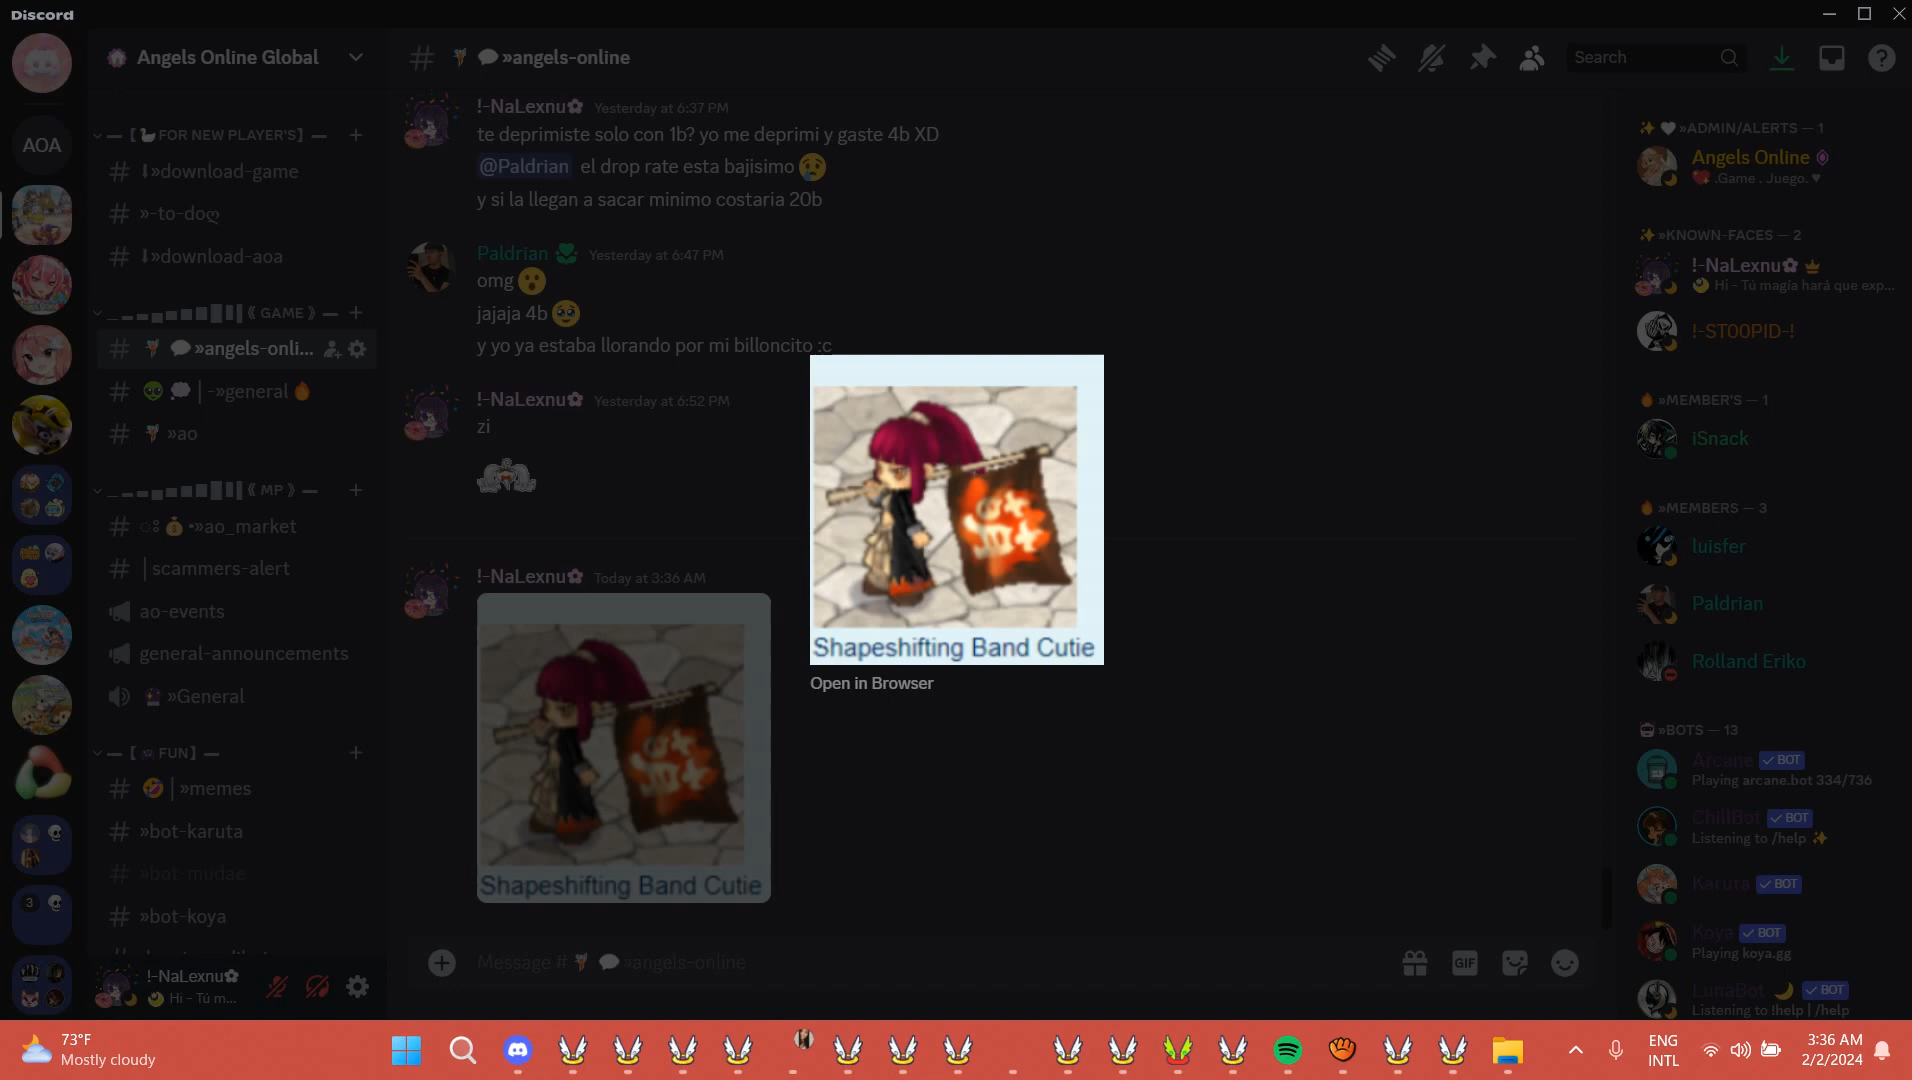 Discord
Angels Online Global
»angels-online
Search
AOA
[ FOR NEW PLAYER'S]
»download-game
»-to-doღ
»download-aoa
《 GAME 》
»angels-onli...
| -»general
»ao
《 MP 》
•»ao_market
| scammers-alert
ao-events
general-announcements
»General
[ FUN]
| »memes
»bot-karuta
»bot-mudae
»bot-koya
3
!-NaLexnu✿
Hi - Tú m...
!-NaLexnu✿ Yesterday at 6:37 PM
te deprimiste solo con 1b? yo me deprimi y gaste 4b XD
@Paldrian el drop rate esta bajisimo
y si la llegan a sacar minimo costaria 20b
Paldrian Yesterday at 6:47 PM
omg
jajaja 4b
y yo ya estaba llorando por mi billoncito :c
!-NaLexnu✿ Yesterday at 6:52 PM
zi
!-NaLexnu✿ Today at 3:36 AM
Shapeshifting Band Cutie
Shapeshifting Band Cutie
Open in Browser
Message # »angels-online
GIF
»ADMIN/ALERTS — 1
Angels Online
.Game . Juego. ♥
»KNOWN-FACES — 2
!-NaLexnu✿
Hi - Tú magía hará que exp...
!-ST00PID-!
»MEMBER'S — 1
iSnack
»MEMBERS — 3
luisfer
Paldrian
Rolland Eriko
»BOTS — 13
Arcane BOT
Playing arcane.bot 334/736
ChillBot BOT
Listening to /help
Karuta BOT
Koya BOT
Playing koya.gg
LunaBot BOT
Listening to !help | /help
73°F
Mostly cloudy
ENG
INTL
3:36 AM
2/2/2024